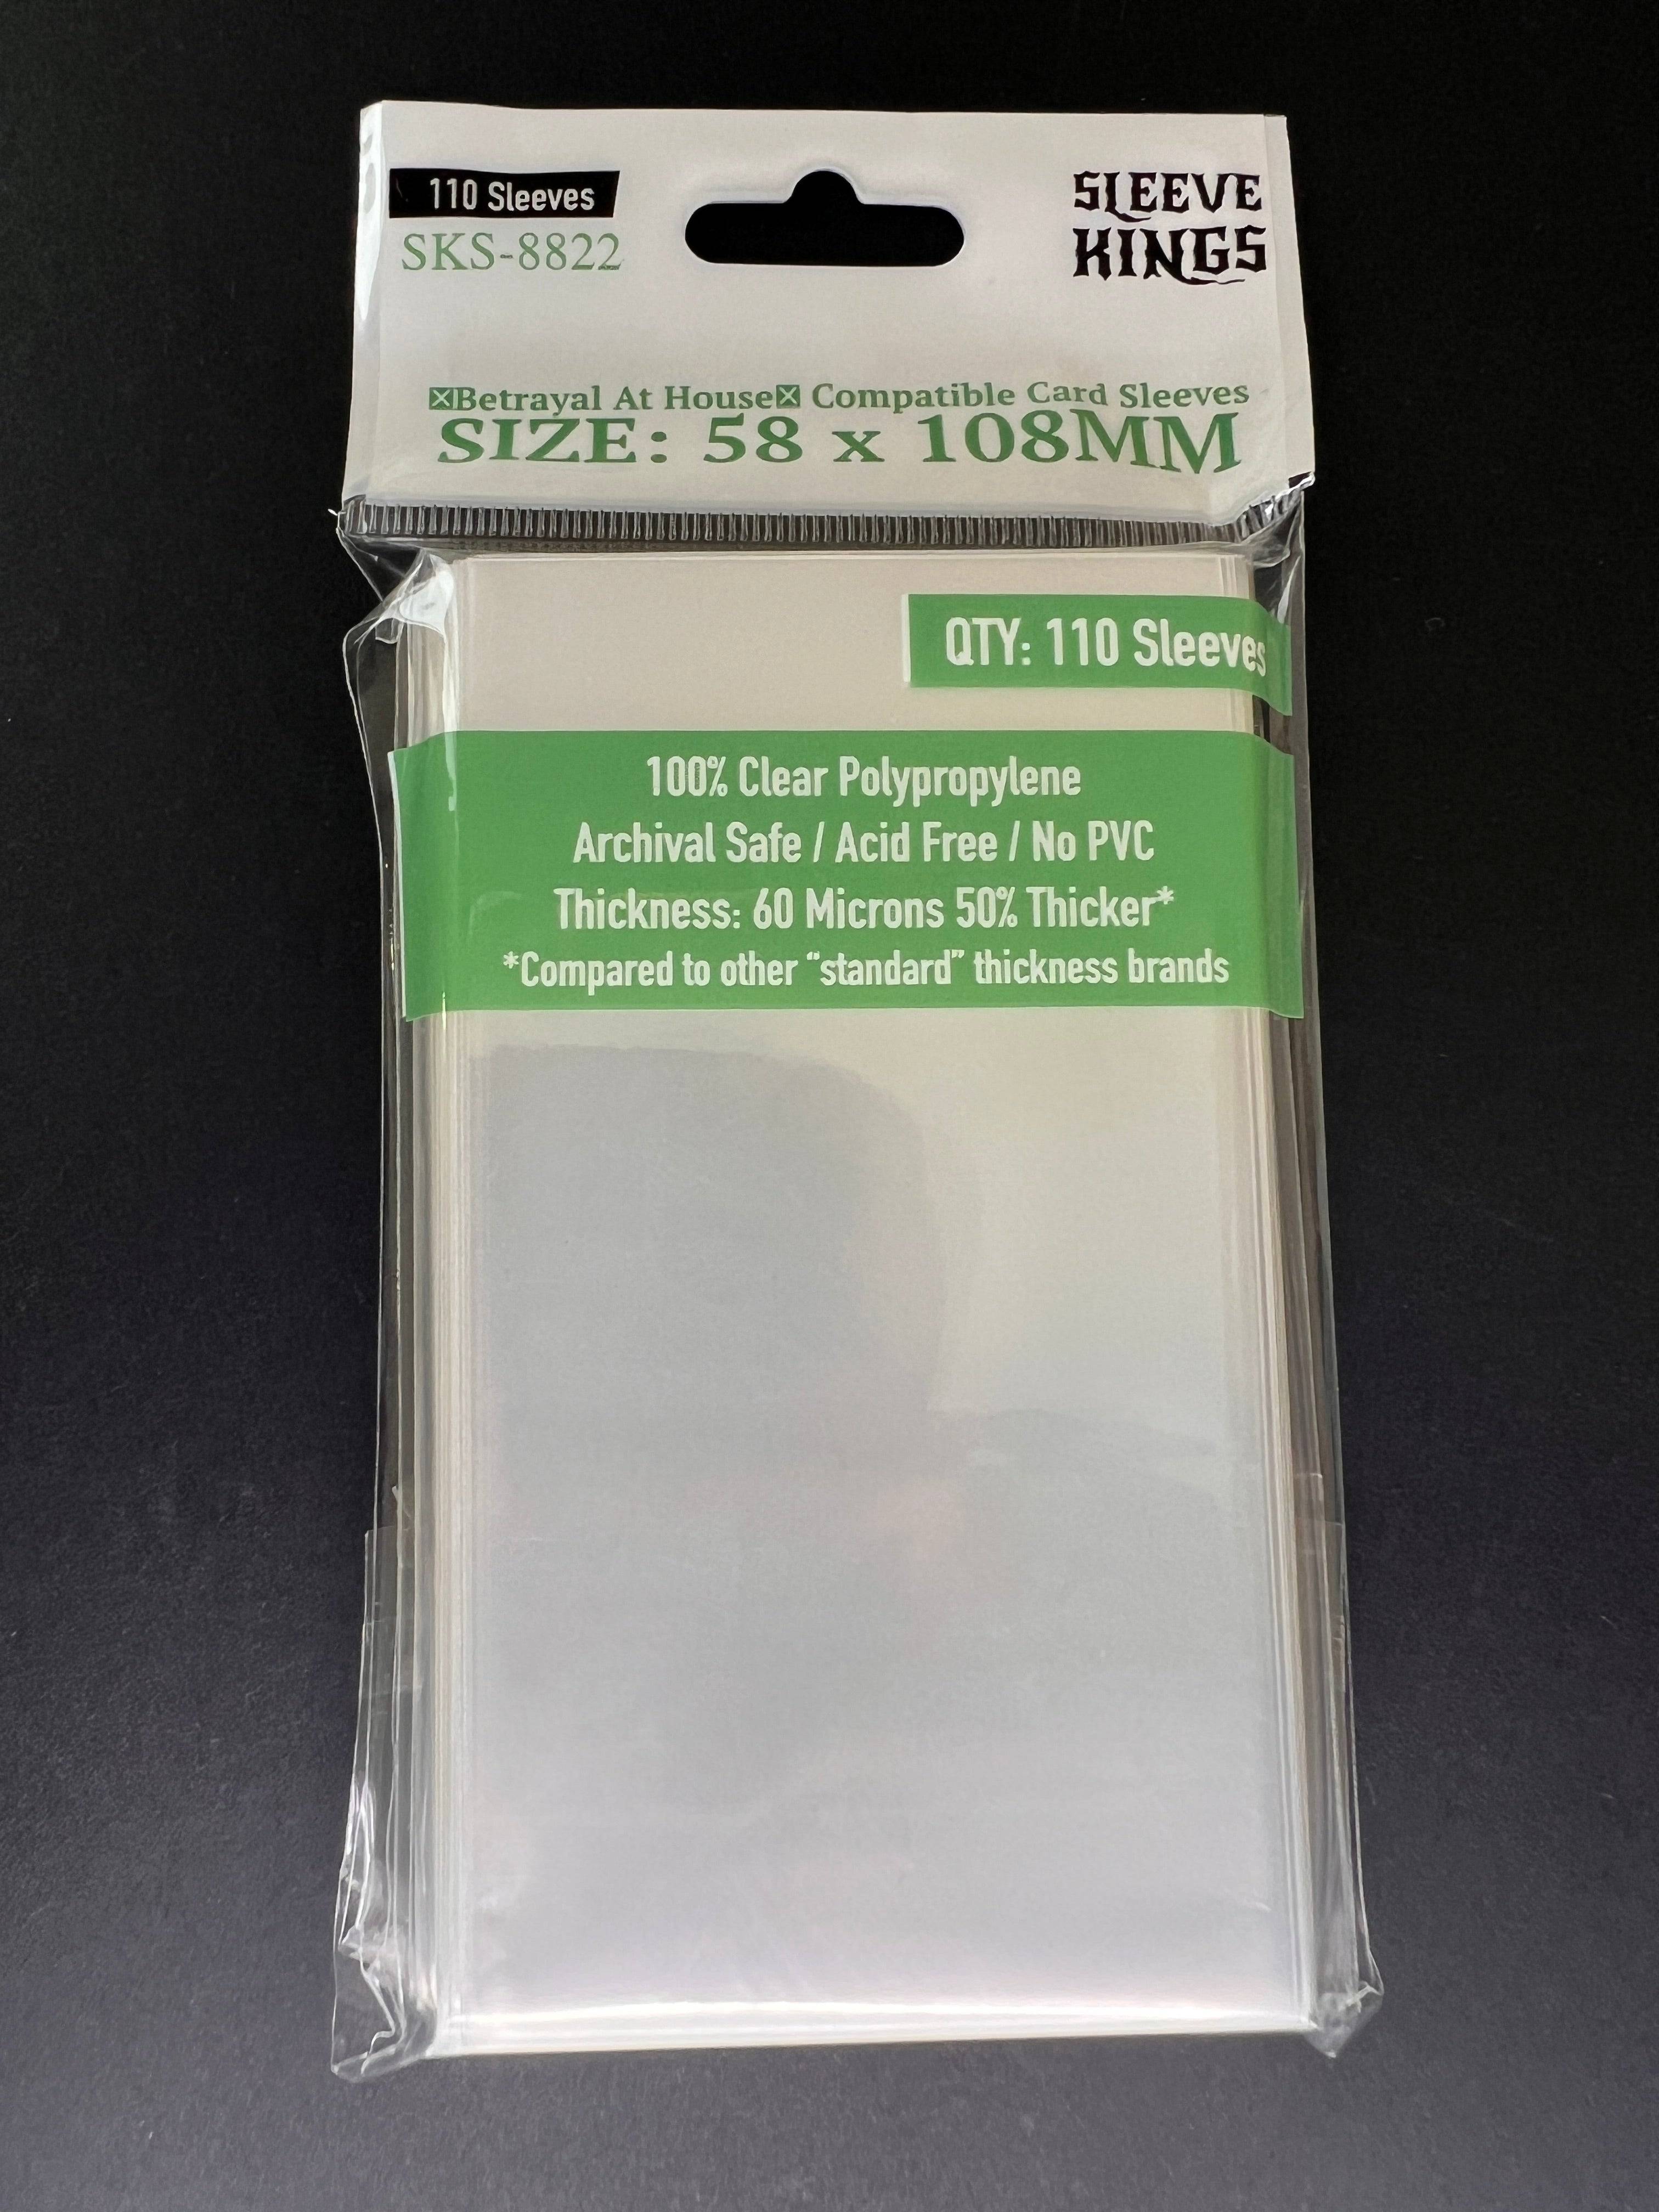 110 Sleeves
SKS-8822
SLEEVE
KINGS
☒Betrayal At House☒ Compatible Card Sleeves
SIZE: 58 x 108MM
QTY: 110 Sleeves
100% Clear Polypropylene
Archival Safe / Acid Free / No PVC
Thickness: 60 Microns 50% Thicker*
*Compared to other “standard” thickness brands